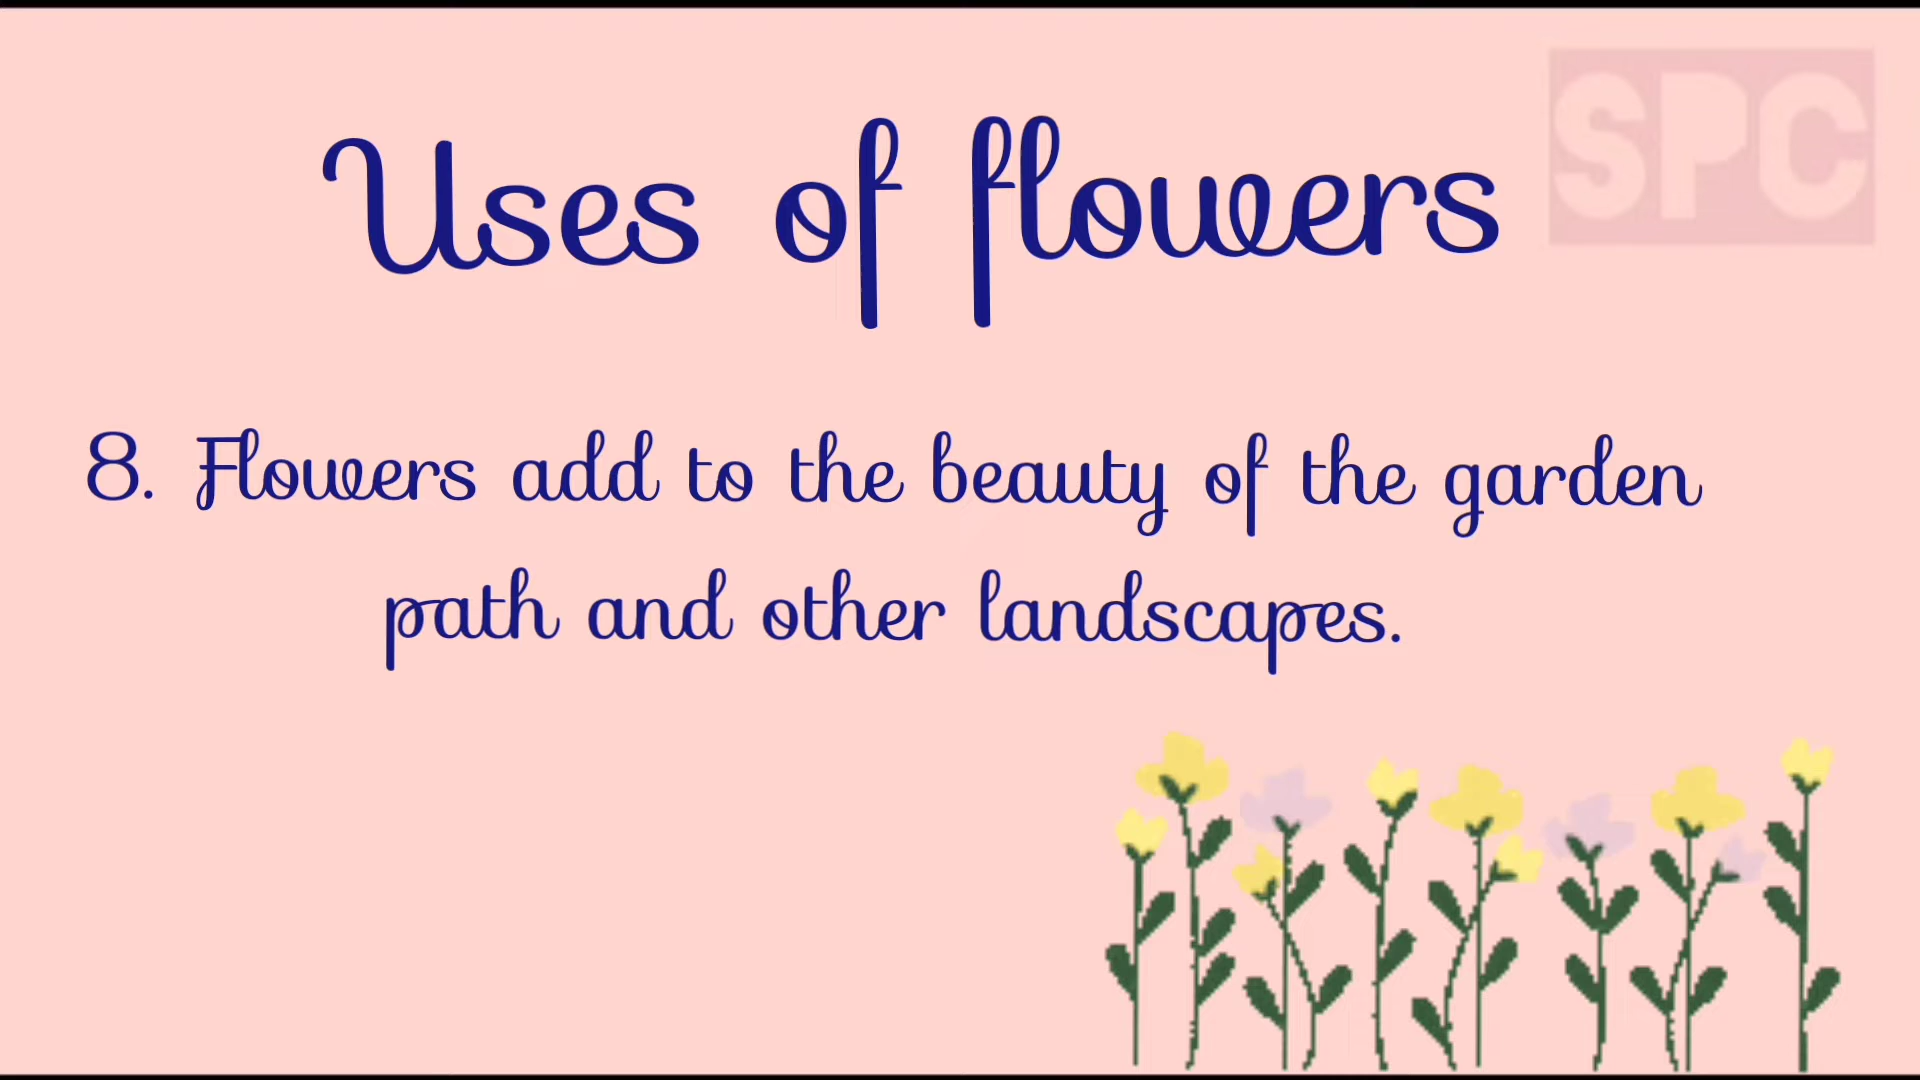 SPC
Uses of flowers
8. Flowers add to the beauty of the garden
path and other landscapes.